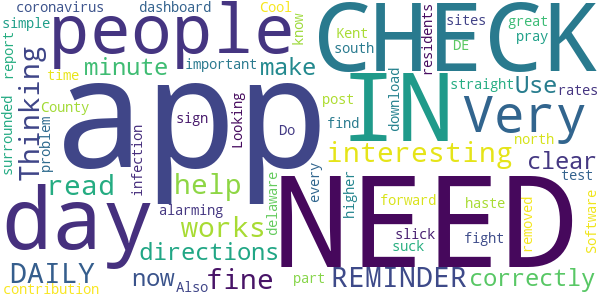 coronavirus dashboard Cool
people CHECK
simple Kent sites great
know south residents DE pray
report minute important make
Thinking time app IN Very
County post download straight Use rates
sign Looking Do find north
surrounded problem infection interesting clear
read help every higher test
day alarming delaware forward haste
works NEED slick removed Software
directions suck fight
DAILY now Also fine part REMINDER correctly
contribution